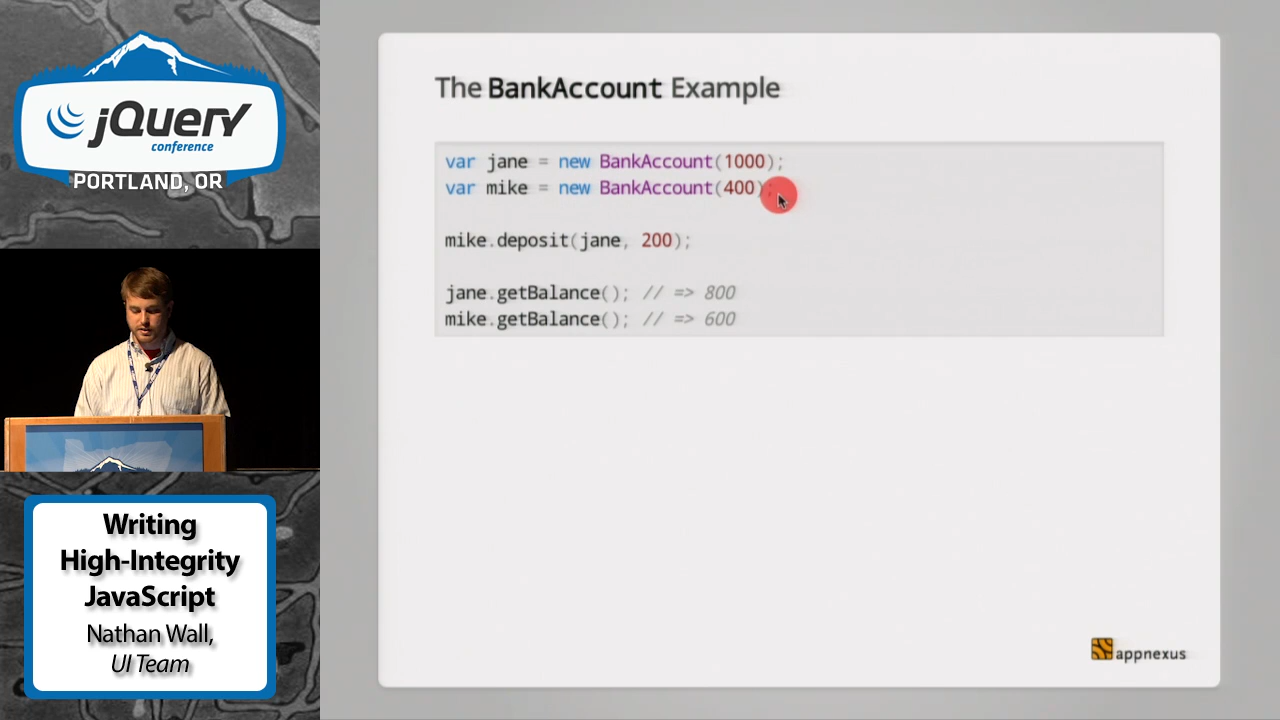 jQuery
conference
PORTLAND, OR
Writing
High-Integrity
JavaScript
Nathan Wall,
UI Team
The BankAccount Example
var jane = new BankAccount(1000);
var mike = new BankAccount(400);
mike.deposit(jane, 200);
jane.getBalance(); // => 800
mike.getBalance(); // => 600
appnexus